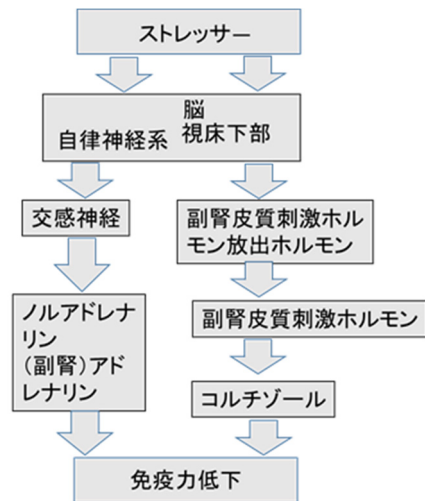 ストレッサー
脳
自律神経系 視床下部
交感神経
副腎皮質刺激ホル
モン放出ホルモン
ノルアドレナ
リン
(副腎)アド
レナリン
副腎皮質刺激ホルモン
コルチゾール
免疫力低下